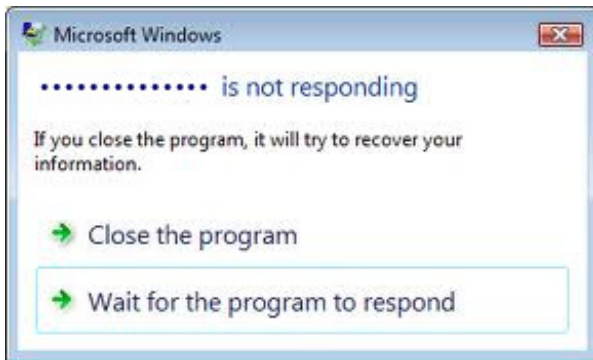 Microsoft Windows
•••••••••••••• is not responding
If you close the program, it will try to recover your
information.
Close the program
Wait for the program to respond